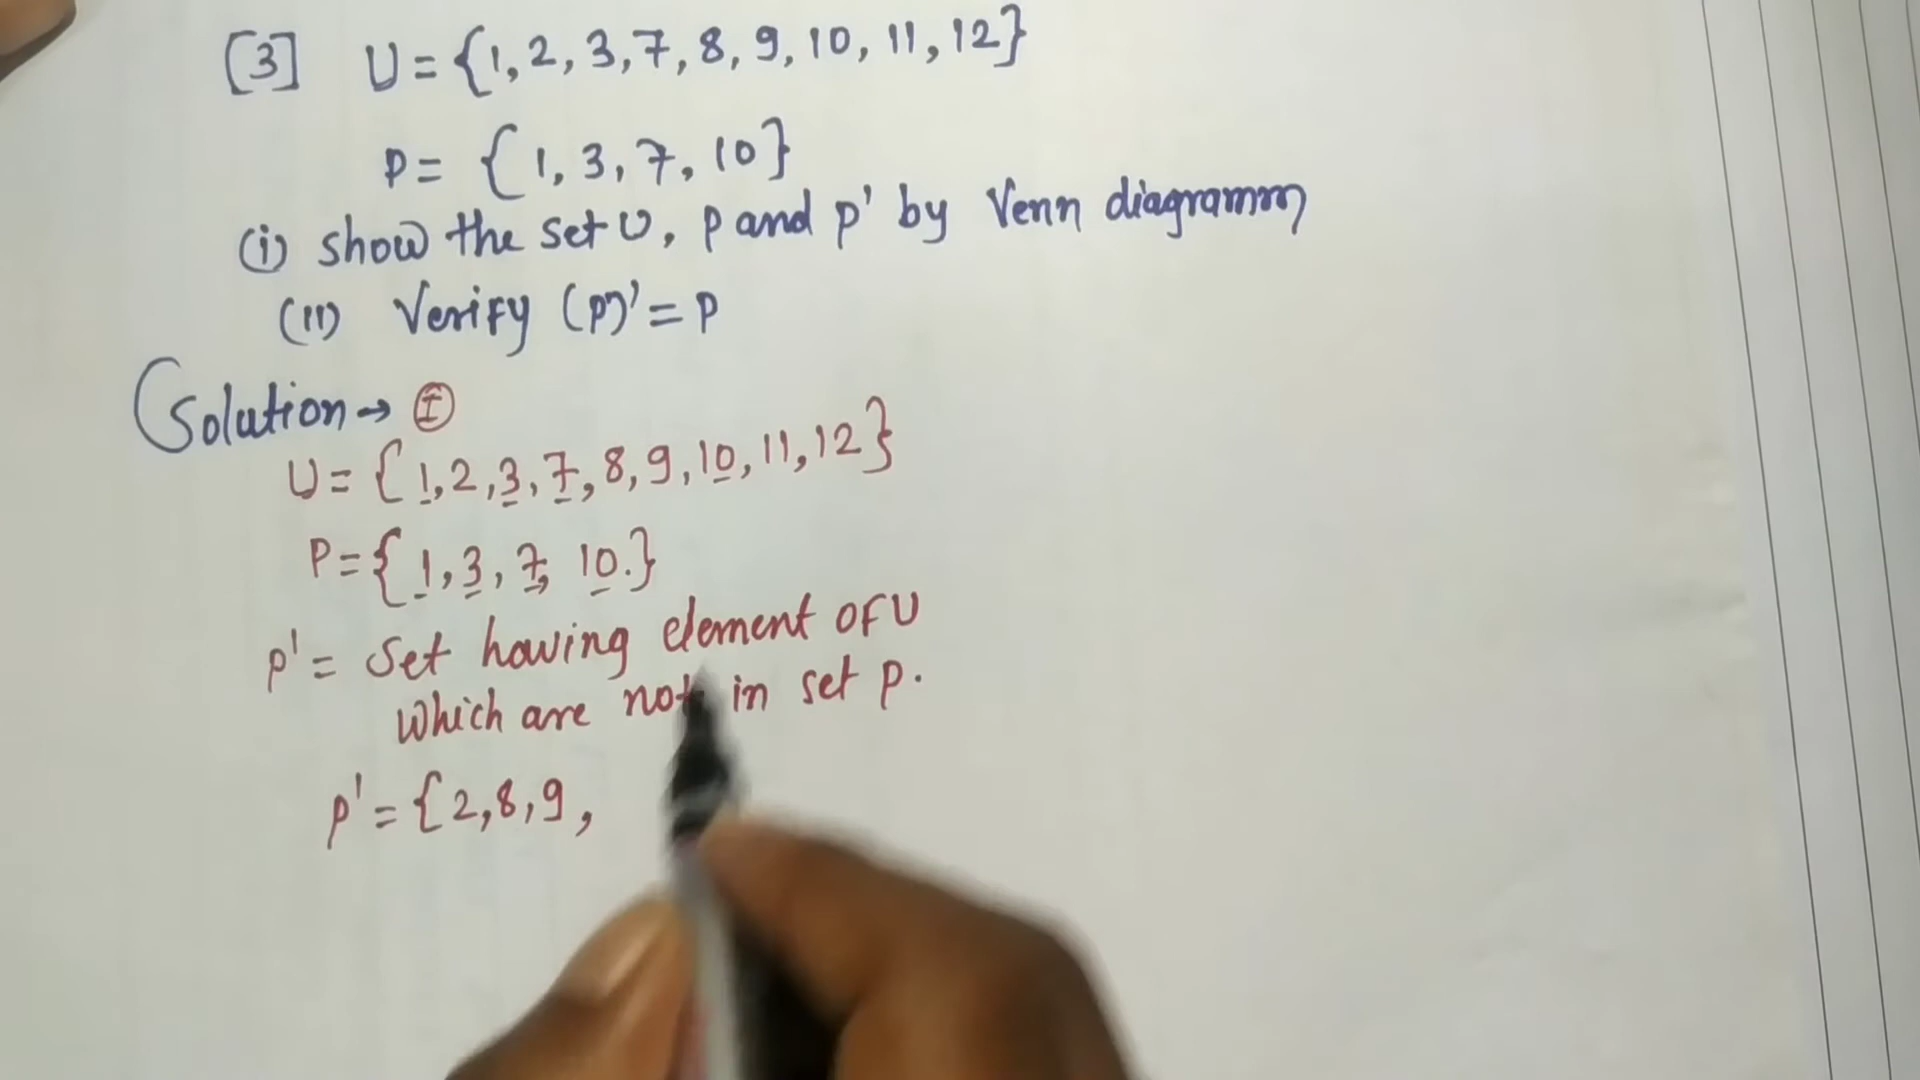 [3] U = {1, 2, 3, 7, 8, 9, 10, 11, 12}
P = {1, 3, 7, 10}
(i) show the set U, P and P' by Venn diagramm
(II) Verify (P')' = P
Solution → I
U = {1, 2, 3, 7, 8, 9, 10, 11, 12}
P = {1, 3, 7, 10.}
P' = Set having element OF U
which are not in set P.
P' = {2, 8, 9,